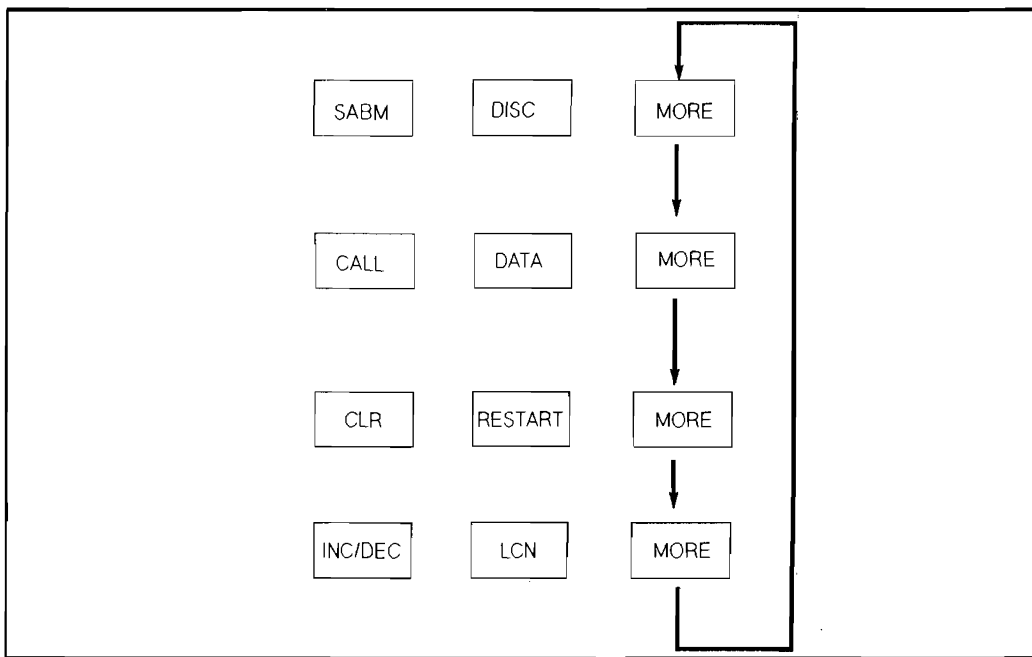 SABM DISC MORE
CALL DATA MORE
CLR RESTART MORE
INC/DEC LCN MORE